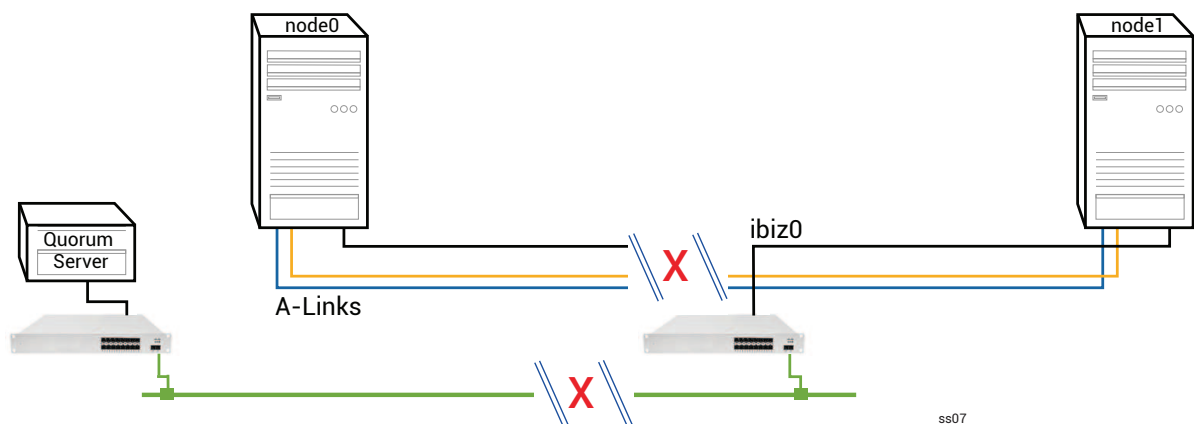 node0
node1
Quorum
Server
ibiz0
X
A-Links
X
ss07